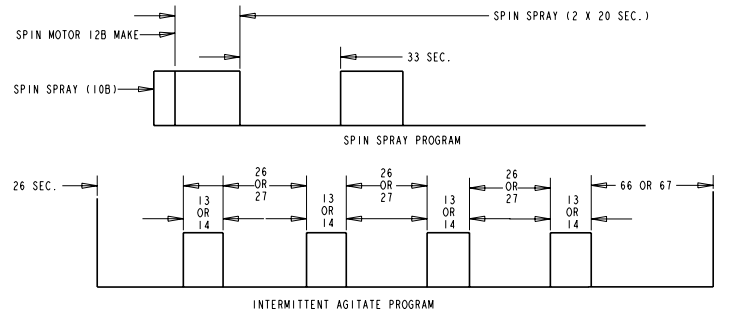 SPIN SPRAY (2 X 20 SEC.)
SPIN MOTOR 12B MAKE
33 SEC.
SPIN SPRAY (10B)
SPIN SPRAY PROGRAM
26 SEC.
26
OR
27
26
OR
27
26
OR
27
66 OR 67
13
OR
14
13
OR
14
13
OR
14
13
OR
14
INTERMITTENT AGITATE PROGRAM